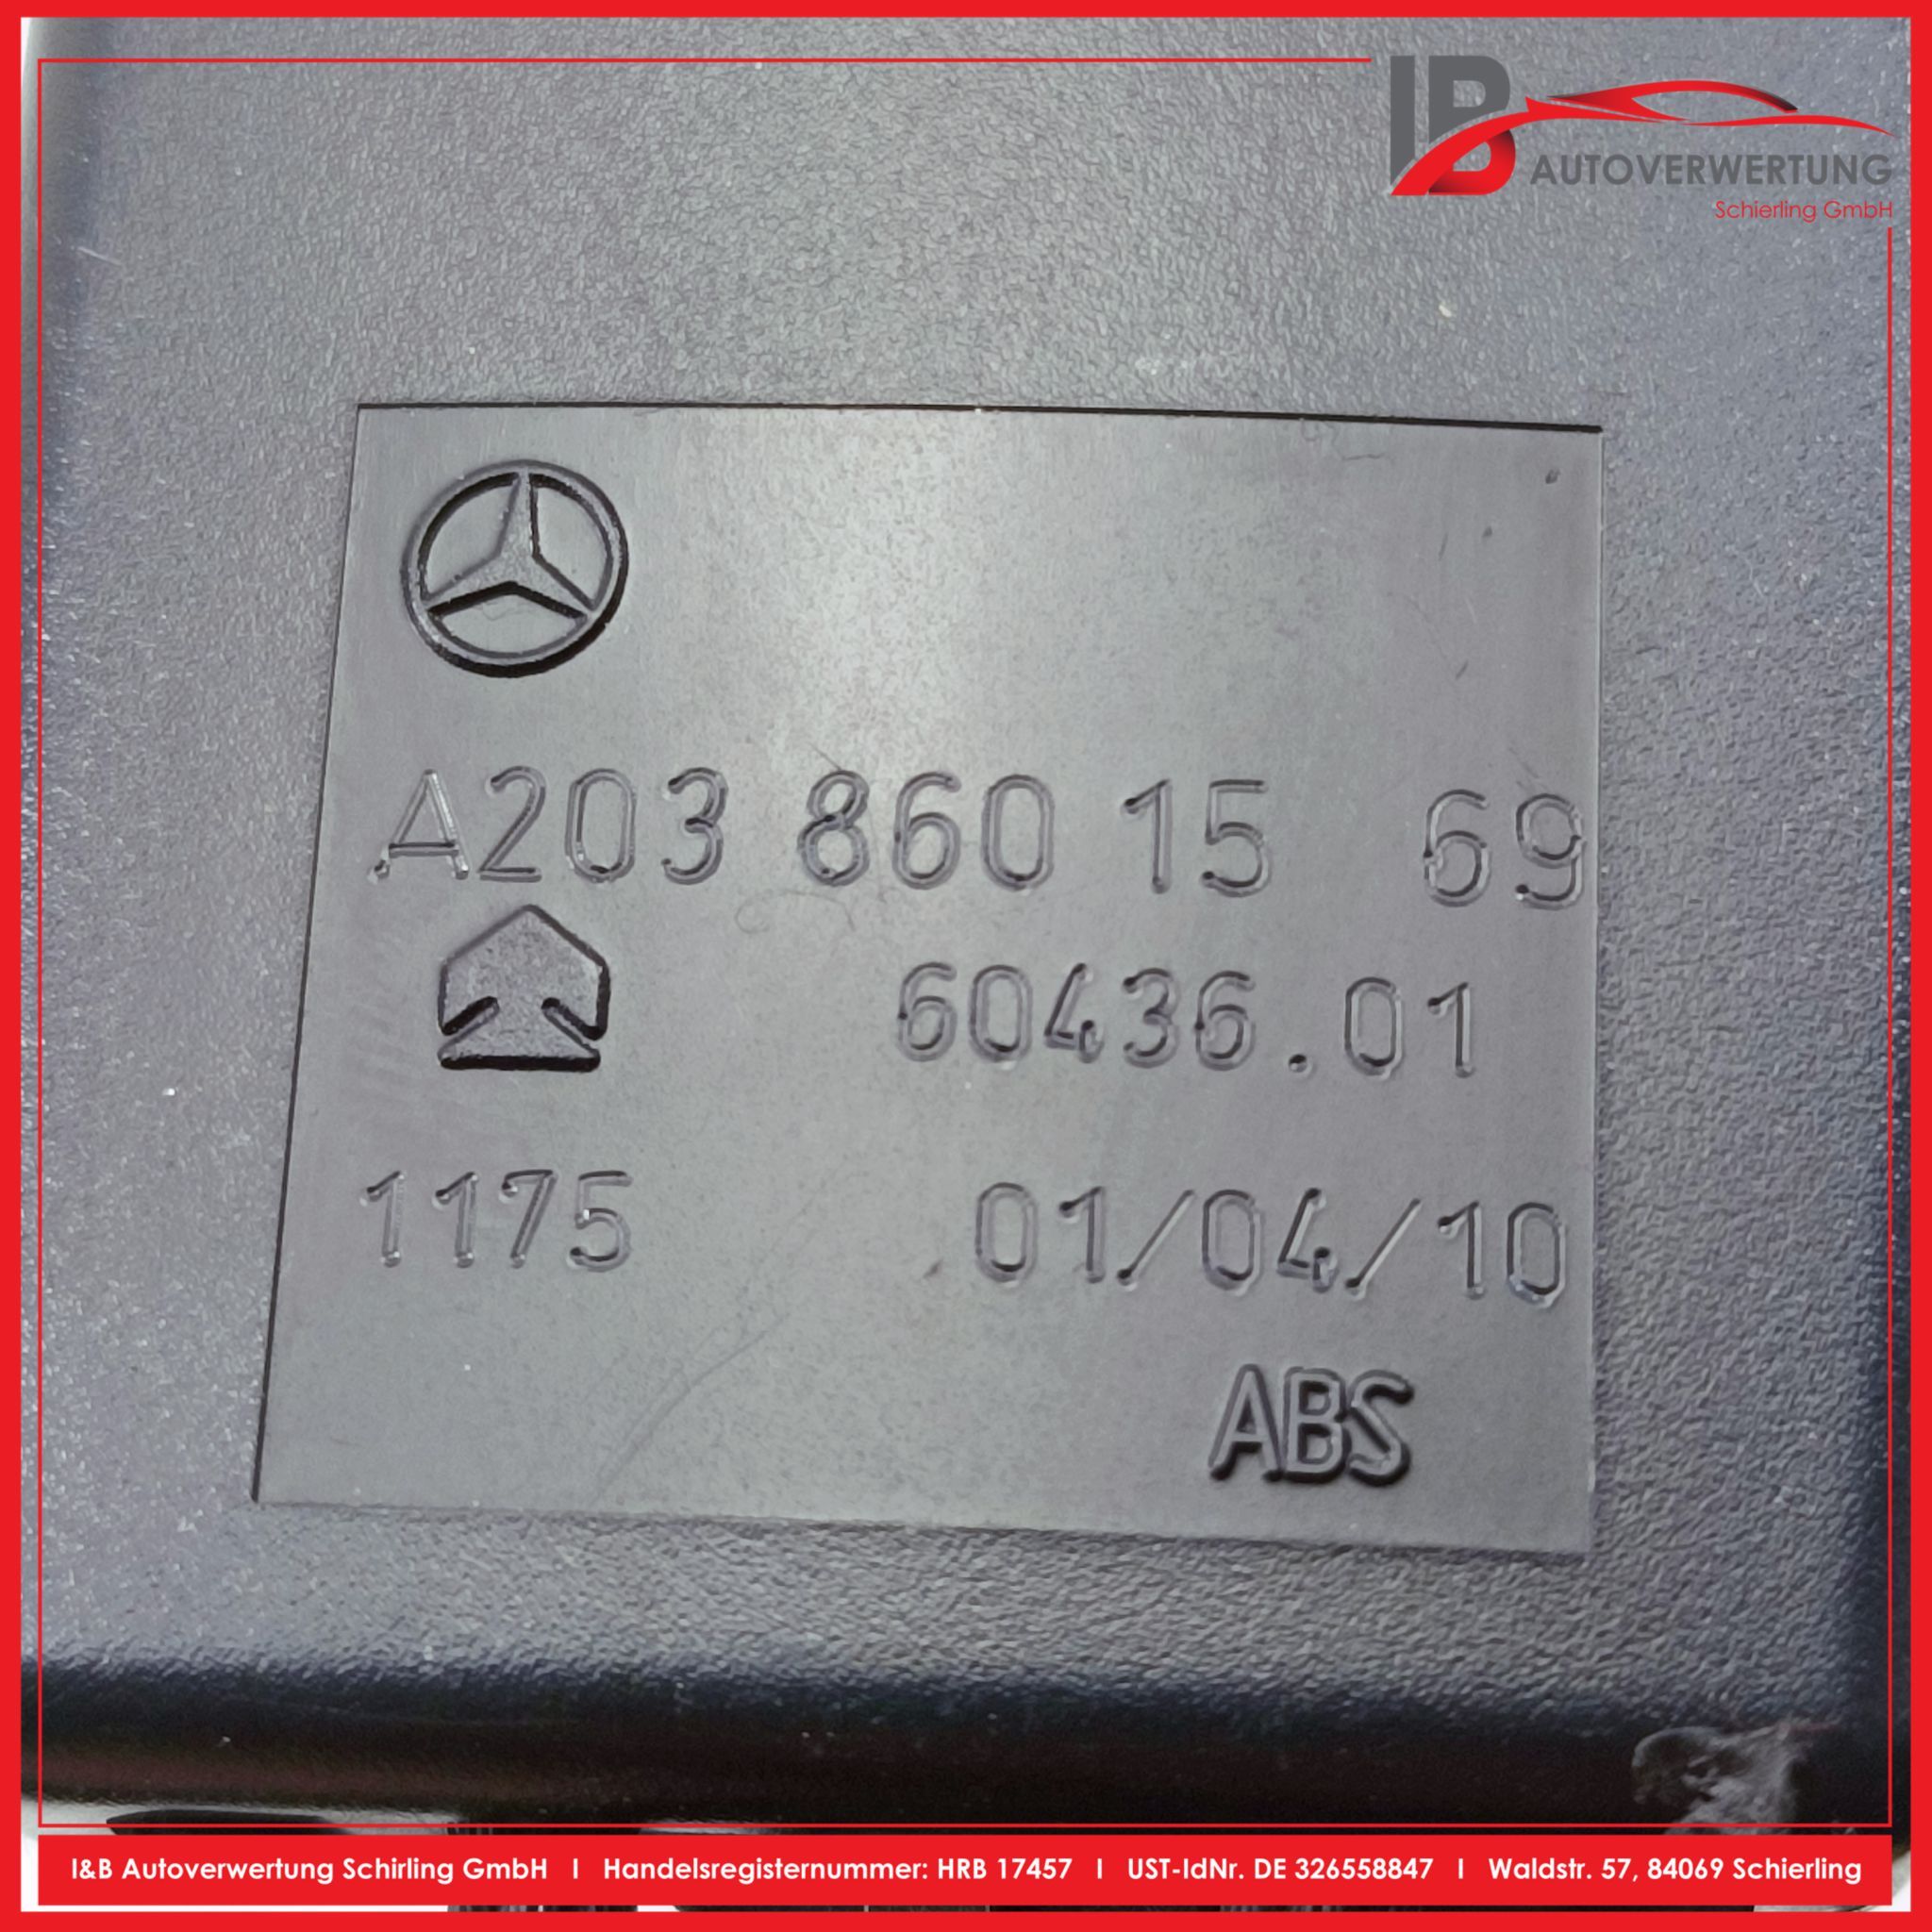 IB
AUTOVERWERTUNG
Schierling GmbH
A203 860 15 69
60436.01
1175 01/04/10
ABS
I&B Autoverwertung Schirling GmbH I Handelsregisternummer: HRB 17457 I UST-IdNr. DE 326558847 I Waldstr. 57, 84069 Schierling